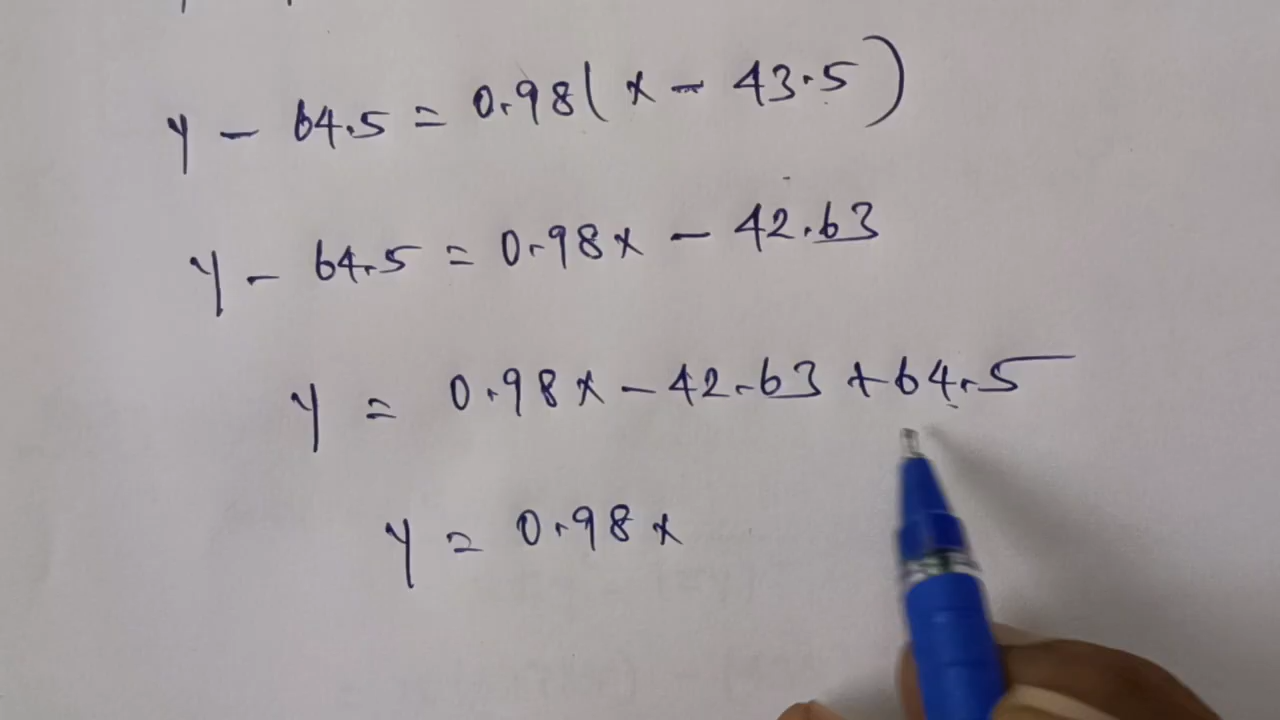 y - 64.5 = 0.98(x - 43.5)
y - 64.5 = 0.98x - 42.63
y = 0.98x - 42.63 + 64.5
y = 0.98x